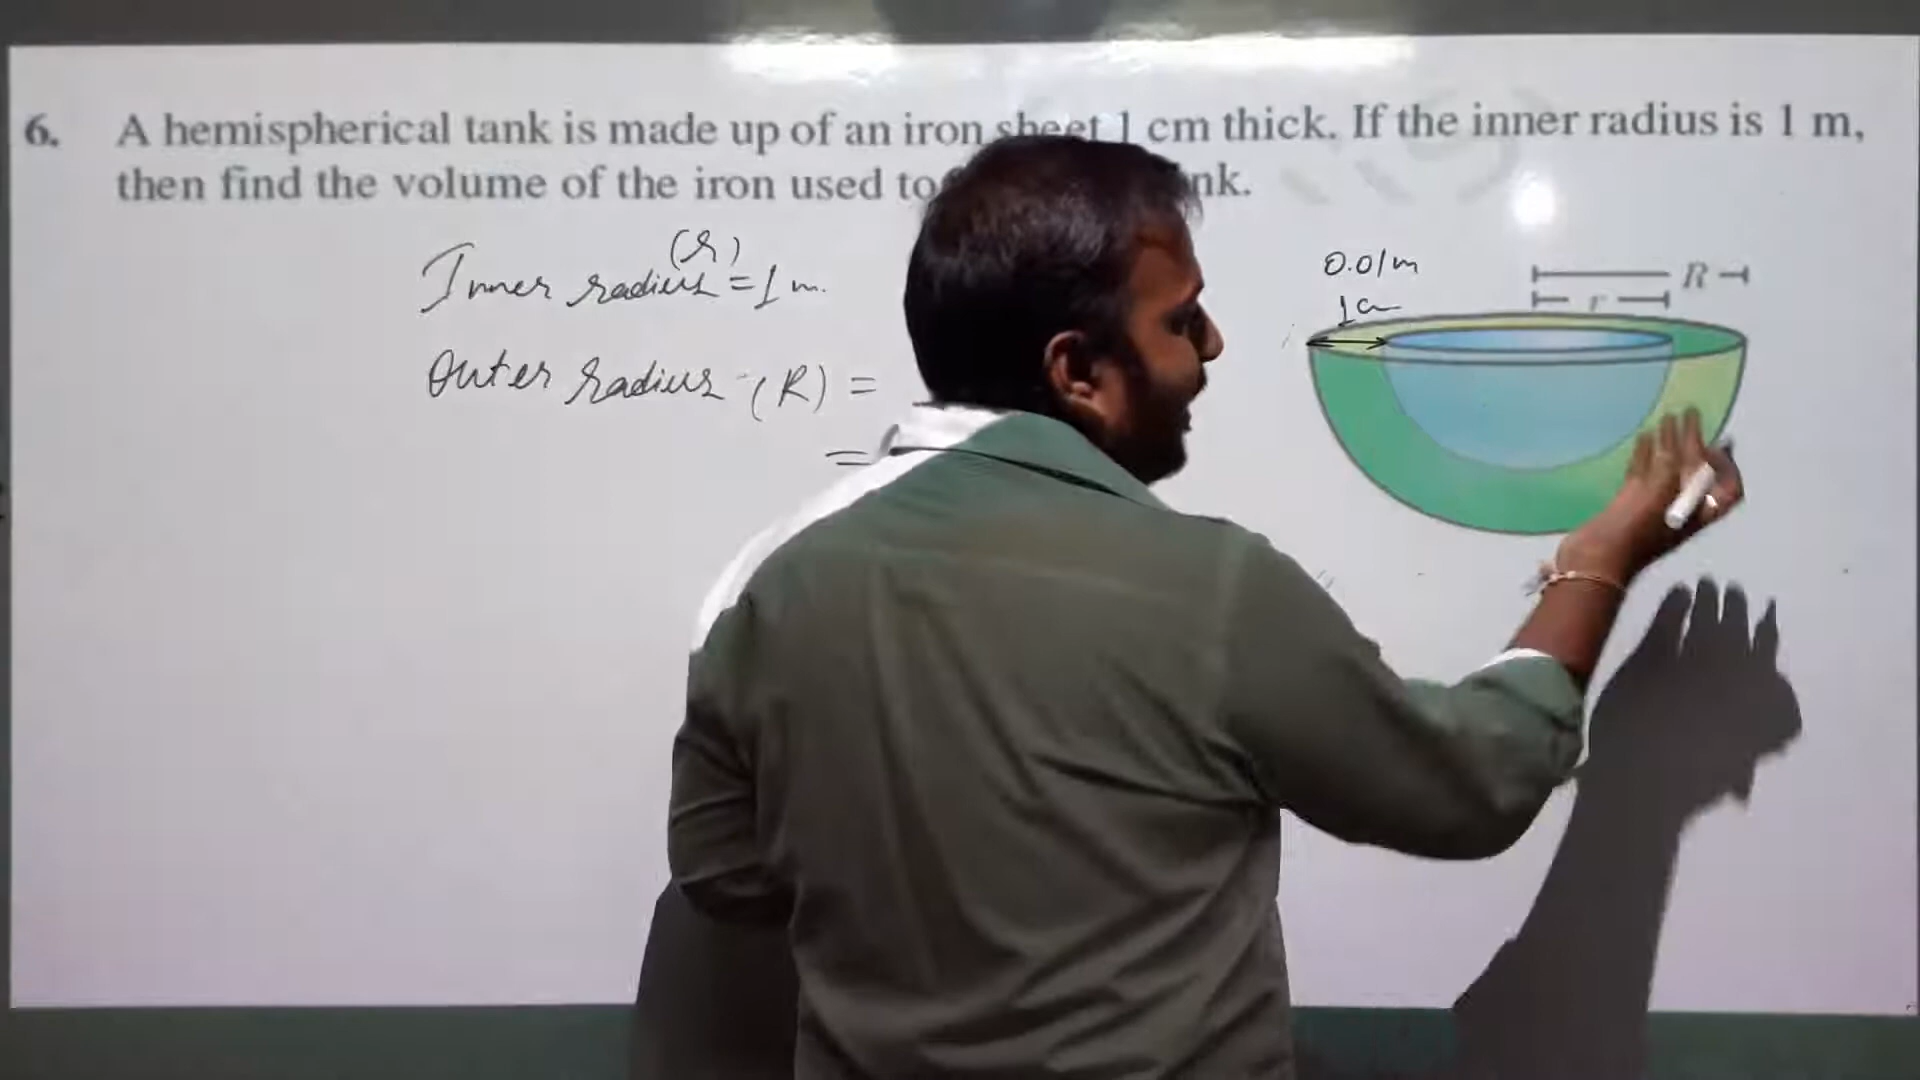 6. A hemispherical tank is made up of an iron sheet 1 cm thick. If the inner radius is 1 m,
then find the volume of the iron used to nk.
(r)
Inner radius = 1 m.
Outer radius (R) =
=
0.01m
1cm
R
r